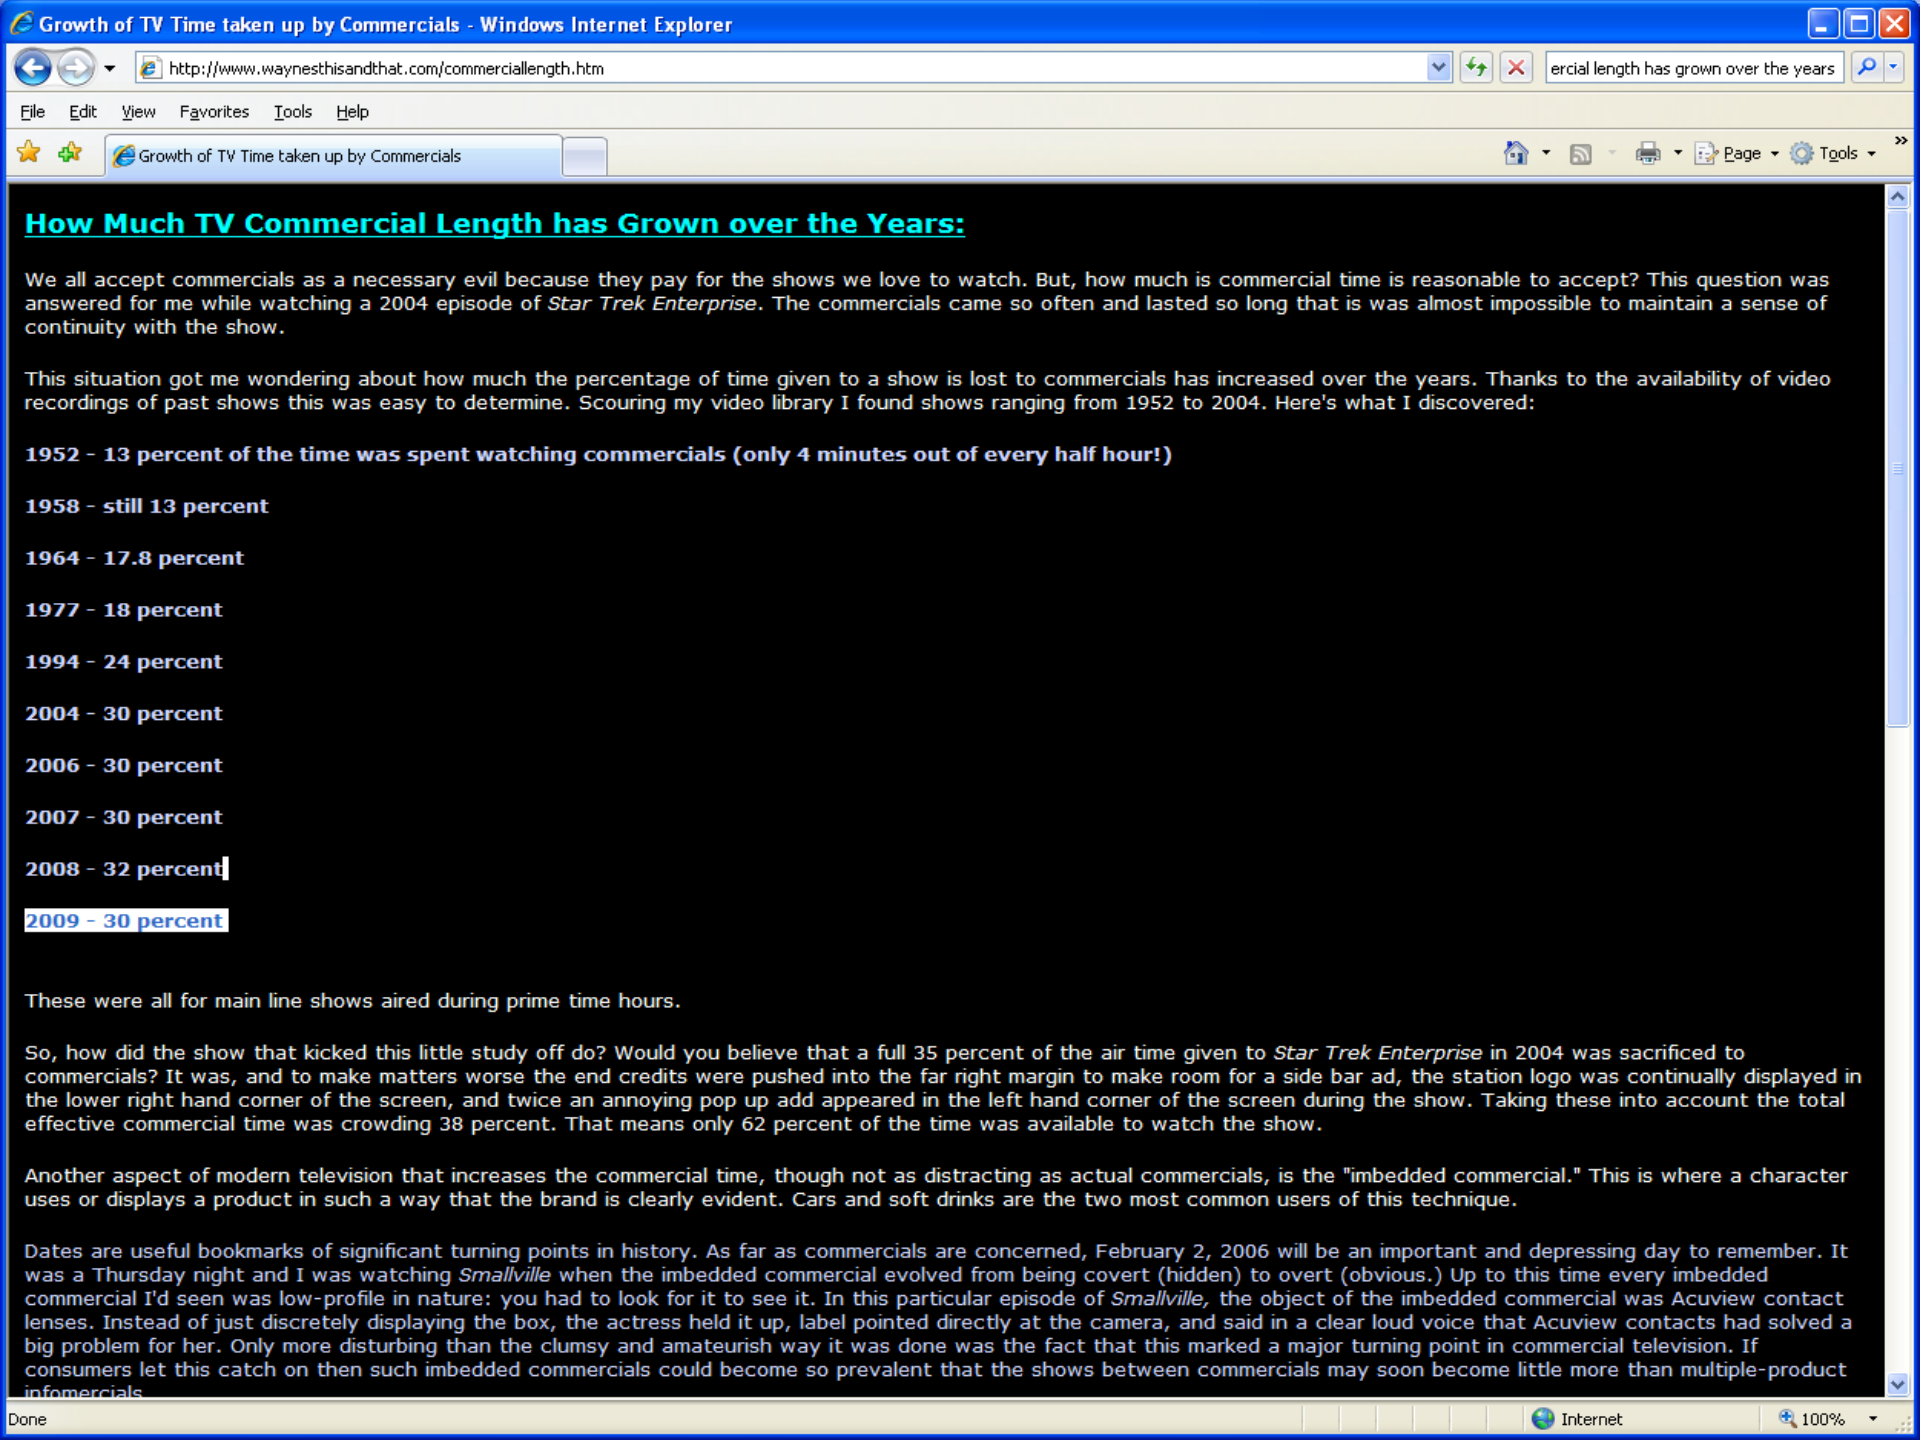 Growth of TV Time taken up by Commercials - Windows Internet Explorer
http://www.waynesthisandthat.com/commerciallength.htm
ercial length has grown over the years
File Edit View Favorites Tools Help
Growth of TV Time taken up by Commercials
Page Tools »
How Much TV Commercial Length has Grown over the Years:
We all accept commercials as a necessary evil because they pay for the shows we love to watch. But, how much is commercial time is reasonable to accept? This question was
answered for me while watching a 2004 episode of Star Trek Enterprise. The commercials came so often and lasted so long that is was almost impossible to maintain a sense of
continuity with the show.
This situation got me wondering about how much the percentage of time given to a show is lost to commercials has increased over the years. Thanks to the availability of video
recordings of past shows this was easy to determine. Scouring my video library I found shows ranging from 1952 to 2004. Here's what I discovered:
1952 - 13 percent of the time was spent watching commercials (only 4 minutes out of every half hour!)
1958 - still 13 percent
1964 - 17.8 percent
1977 - 18 percent
1994 - 24 percent
2004 - 30 percent
2006 - 30 percent
2007 - 30 percent
2008 - 32 percent
2009 - 30 percent
These were all for main line shows aired during prime time hours.
So, how did the show that kicked this little study off do? Would you believe that a full 35 percent of the air time given to Star Trek Enterprise in 2004 was sacrificed to
commercials? It was, and to make matters worse the end credits were pushed into the far right margin to make room for a side bar ad, the station logo was continually displayed in
the lower right hand corner of the screen, and twice an annoying pop up add appeared in the left hand corner of the screen during the show. Taking these into account the total
effective commercial time was crowding 38 percent. That means only 62 percent of the time was available to watch the show.
Another aspect of modern television that increases the commercial time, though not as distracting as actual commercials, is the "imbedded commercial." This is where a character
uses or displays a product in such a way that the brand is clearly evident. Cars and soft drinks are the two most common users of this technique.
Dates are useful bookmarks of significant turning points in history. As far as commercials are concerned, February 2, 2006 will be an important and depressing day to remember. It
was a Thursday night and I was watching Smallville when the imbedded commercial evolved from being covert (hidden) to overt (obvious.) Up to this time every imbedded
commercial I'd seen was low-profile in nature: you had to look for it to see it. In this particular episode of Smallville, the object of the imbedded commercial was Acuview contact
lenses. Instead of just discretely displaying the box, the actress held it up, label pointed directly at the camera, and said in a clear loud voice that Acuview contacts had solved a
big problem for her. Only more disturbing than the clumsy and amateurish way it was done was the fact that this marked a major turning point in commercial television. If
consumers let this catch on then such imbedded commercials could become so prevalent that the shows between commercials may soon become little more than multiple-product
infomercials
Done Internet 100%